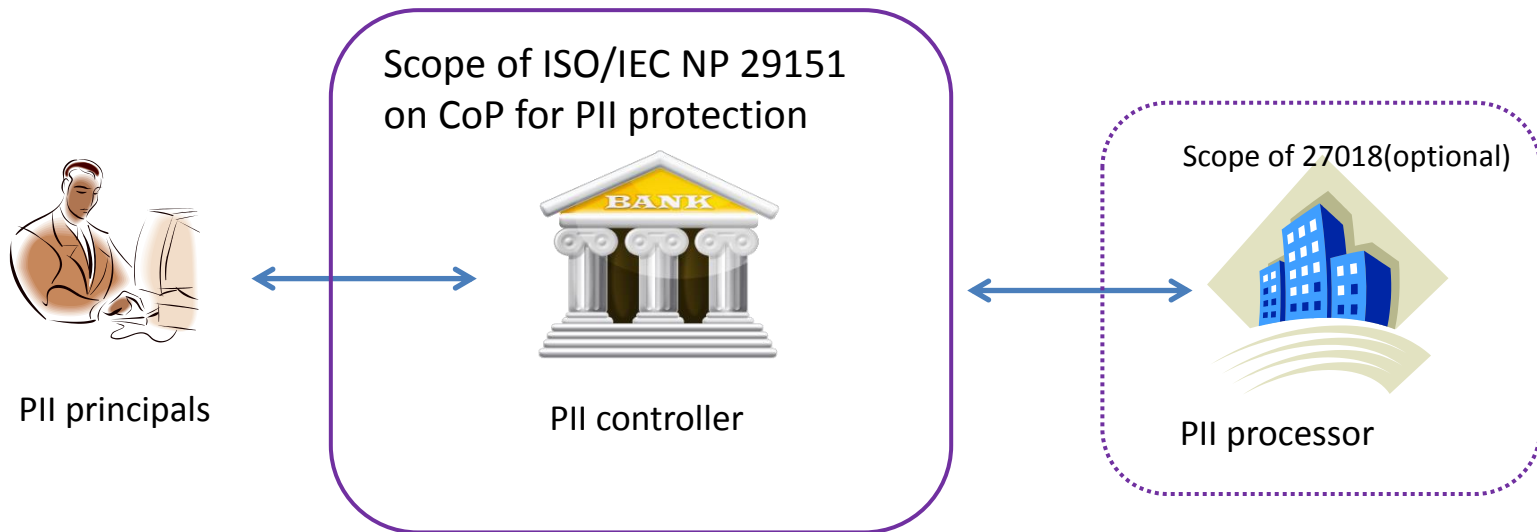 Scope of ISO/IEC NP 29151
on CoP for PII protection
Scope of 27018(optional)
BANK
PII principals
PII controller
PII processor